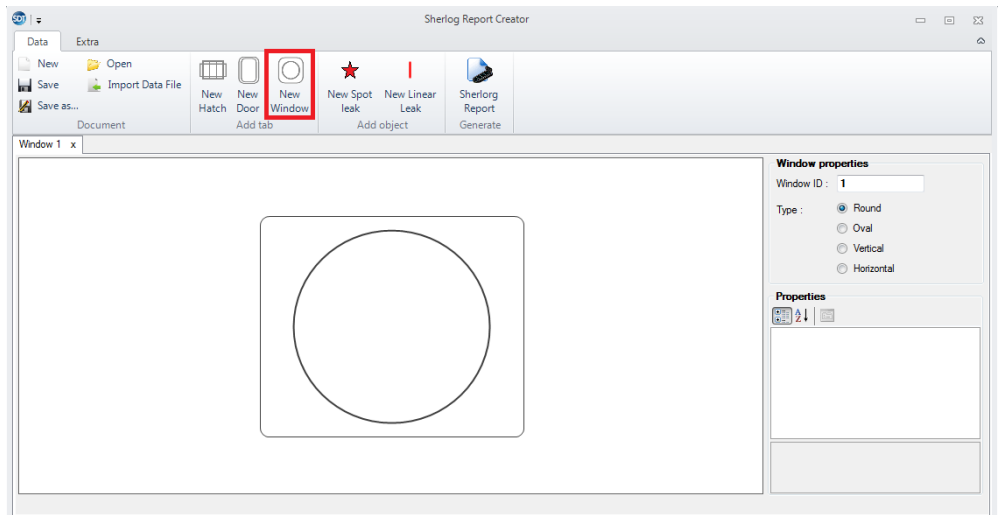 SDT
Sherlog Report Creator
Data Extra
New Open
Save Import Data File
Save as...
New Hatch
New Door
New Window
New Spot leak
New Linear Leak
Sherlorg Report
Document Add tab Add object Generate
Window 1 x
Window properties
Window ID : 1
Type : Round
Oval
Vertical
Horizontal
Properties
A
Z